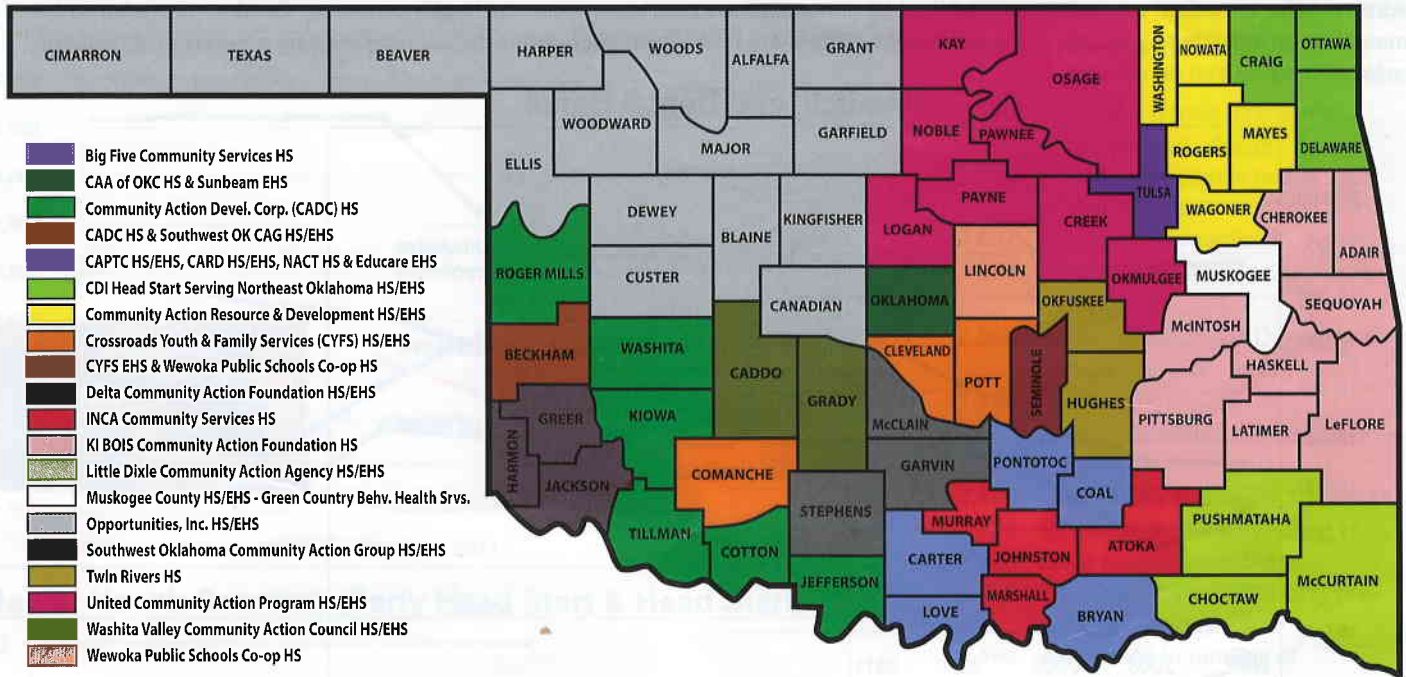 CIMARRON
TEXAS
BEAVER
HARPER
WOODS
ALFALFA
GRANT
KAY
OSAGE
WASHINGTON
NOWATA
CRAIG
OTTAWA
WOODWARD
ELLIS
MAJOR
GARFIELD
NOBLE
PAWNEE
ROGERS
MAYES
DELAWARE
DEWEY
BLAINE
KINGFISHER
LOGAN
PAYNE
CREEK
TULSA
WAGONER
CHEROKEE
ADAIR
ROGER MILLS
CUSTER
CANADIAN
OKLAHOMA
LINCOLN
OKFUSKEE
OKMULGEE
MUSKOGEE
SEQUOYAH
McINTOSH
BECKHAM
WASHITA
CADDO
GRADY
CLEVELAND
POTT
SEMINOLE
HUGHES
HASKELL
PITTSBURG
LATIMER
LeFLORE
GREER
HARMON
JACKSON
KIOWA
COMANCHE
McCLAIN
GARVIN
PONTOTOC
COAL
STEPHENS
TILLMAN
COTTON
JEFFERSON
MURRAY
CARTER
JOHNSTON
ATOKA
PUSHMATAHA
McCURTAIN
LOVE
MARSHALL
BRYAN
CHOCTAW
Big Five Community Services HS
CAA of OKC HS & Sunbeam EHS
Community Action Devel. Corp. (CADC) HS
CADC HS & Southwest OK CAG HS/EHS
CAPTC HS/EHS, CARD HS/EHS, NACT HS & Educare EHS
CDI Head Start Serving Northeast Oklahoma HS/EHS
Community Action Resource & Development HS/EHS
Crossroads Youth & Family Services (CYFS) HS/EHS
CYFS EHS & Wewoka Public Schools Co-op HS
Delta Community Action Foundation HS/EHS
INCA Community Services HS
KI BOIS Community Action Foundation HS
Little Dixie Community Action Agency HS/EHS
Muskogee County HS/EHS - Green Country Behv. Health Srvs.
Opportunities, Inc. HS/EHS
Southwest Oklahoma Community Action Group HS/EHS
Twin Rivers HS
United Community Action Program HS/EHS
Washita Valley Community Action Council HS/EHS
Wewoka Public Schools Co-op HS